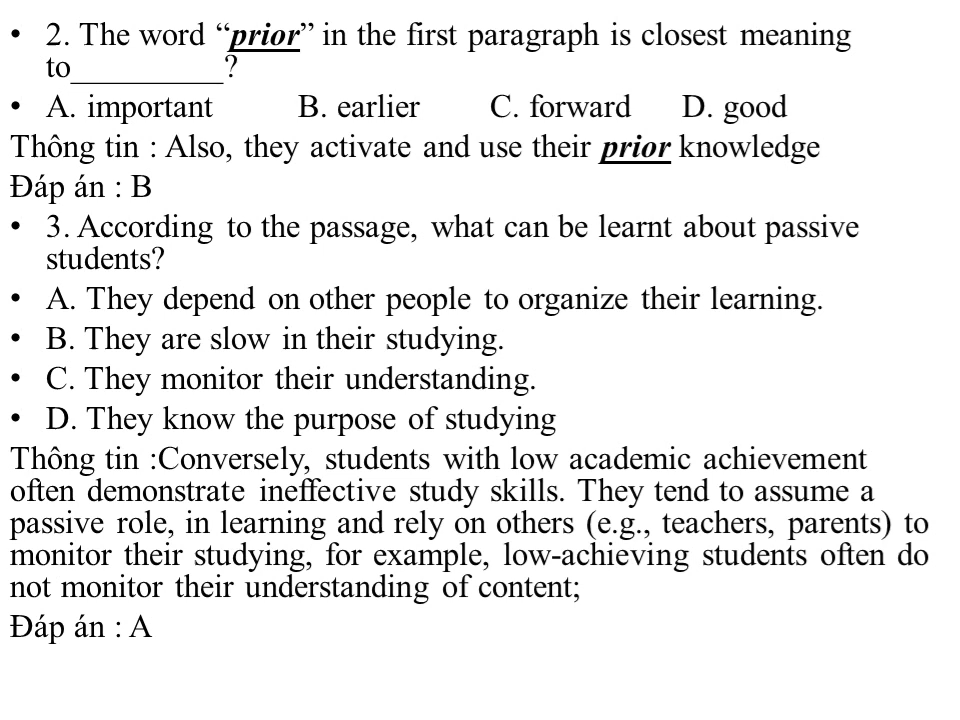 • 2. The word “prior” in the first paragraph is closest meaning
to_________?
• A. important B. earlier C. forward D. good
Thông tin : Also, they activate and use their prior knowledge
Đáp án : B
• 3. According to the passage, what can be learnt about passive
students?
• A. They depend on other people to organize their learning.
• B. They are slow in their studying.
• C. They monitor their understanding.
• D. They know the purpose of studying
Thông tin :Conversely, students with low academic achievement
often demonstrate ineffective study skills. They tend to assume a
passive role, in learning and rely on others (e.g., teachers, parents) to
monitor their studying, for example, low-achieving students often do
not monitor their understanding of content;
Đáp án : A